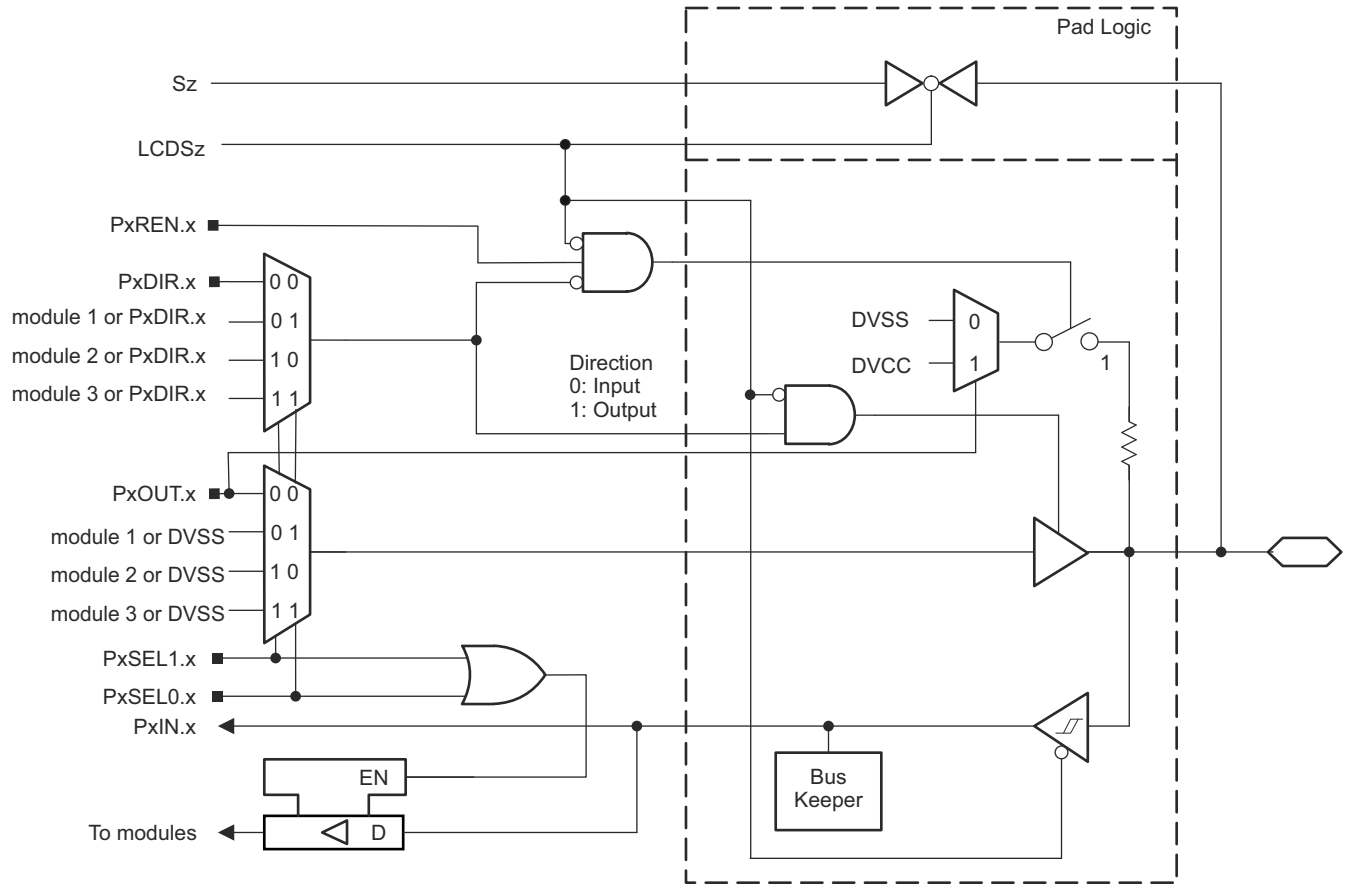 Pad Logic
Sz
LCDSz
PxREN.x
PxDIR.x
0 0
module 1 or PxDIR.x
0 1
module 2 or PxDIR.x
1 0
module 3 or PxDIR.x
1 1
Direction
0: Input
1: Output
DVSS
0
DVCC
1
1
PxOUT.x
0 0
module 1 or DVSS
0 1
module 2 or DVSS
1 0
module 3 or DVSS
1 1
PxSEL1.x
PxSEL0.x
PxIN.x
EN
D
To modules
Bus
Keeper